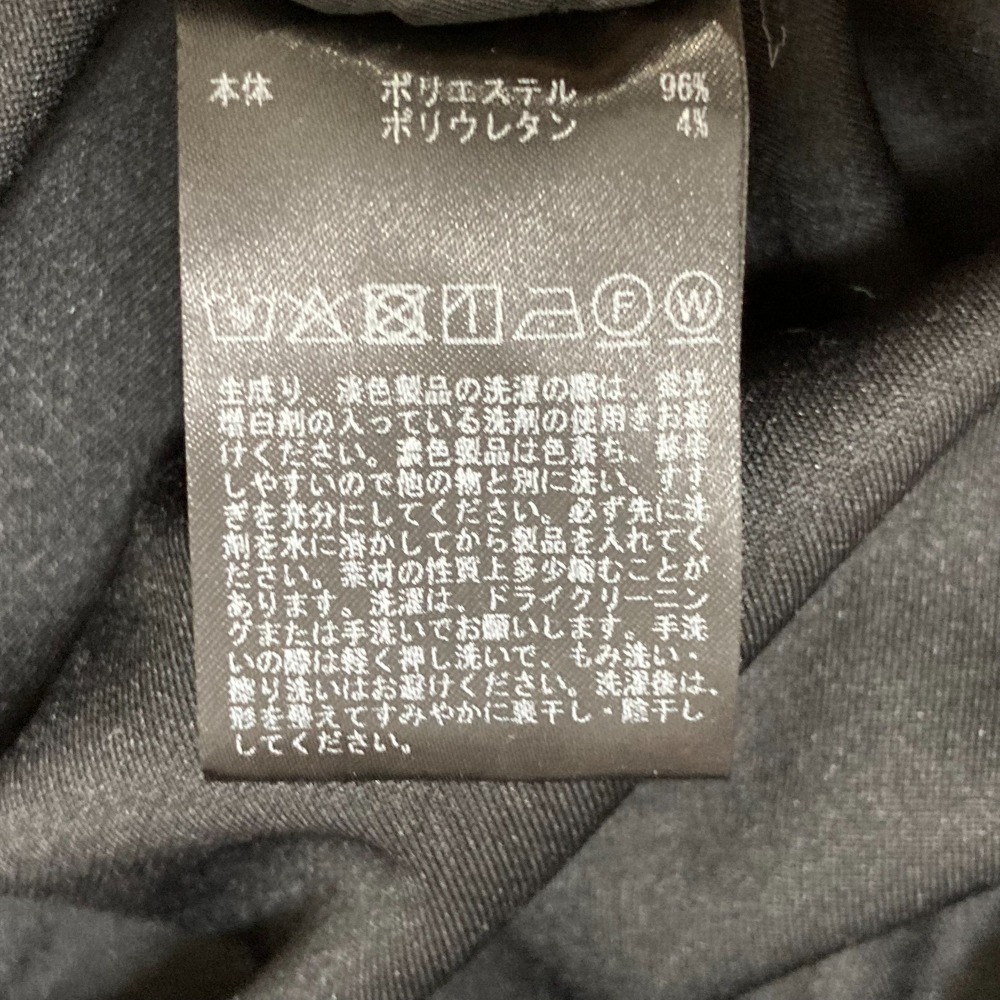 本体 ポリエステル 96%
ポリウレタン 4%
F W
生成り、淡色製品の洗濯の際は、蛍光
増白剤の入っている洗剤の使用をお避
けください。濃色製品は色落ち、移染
しやすいので他の物と別に洗い、すす
ぎを充分にしてください。必ず先に洗
剤を水に溶かしてから製品を入れてく
ださい。素材の性質上多少縮むことが
あります。洗濯は、ドライクリーニン
グまたは手洗いでお願いします。手洗
いの際は軽く押し洗いで、もみ洗い・
擦り洗いはお避けください。洗濯後は、
形を整えてすみやかに裏干し・陰干し
してください。